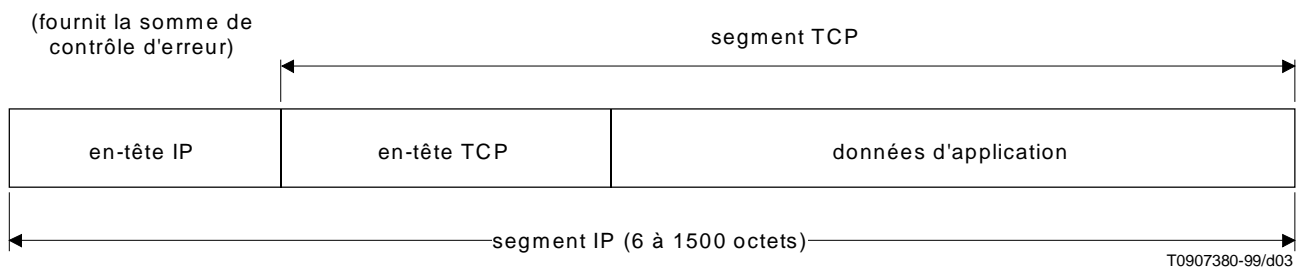 (fournit la somme de
contrôle d'erreur)
segment TCP
en-tête IP
en-tête TCP
données d'application
segment IP (6 à 1500 octets)
T0907380-99/d03